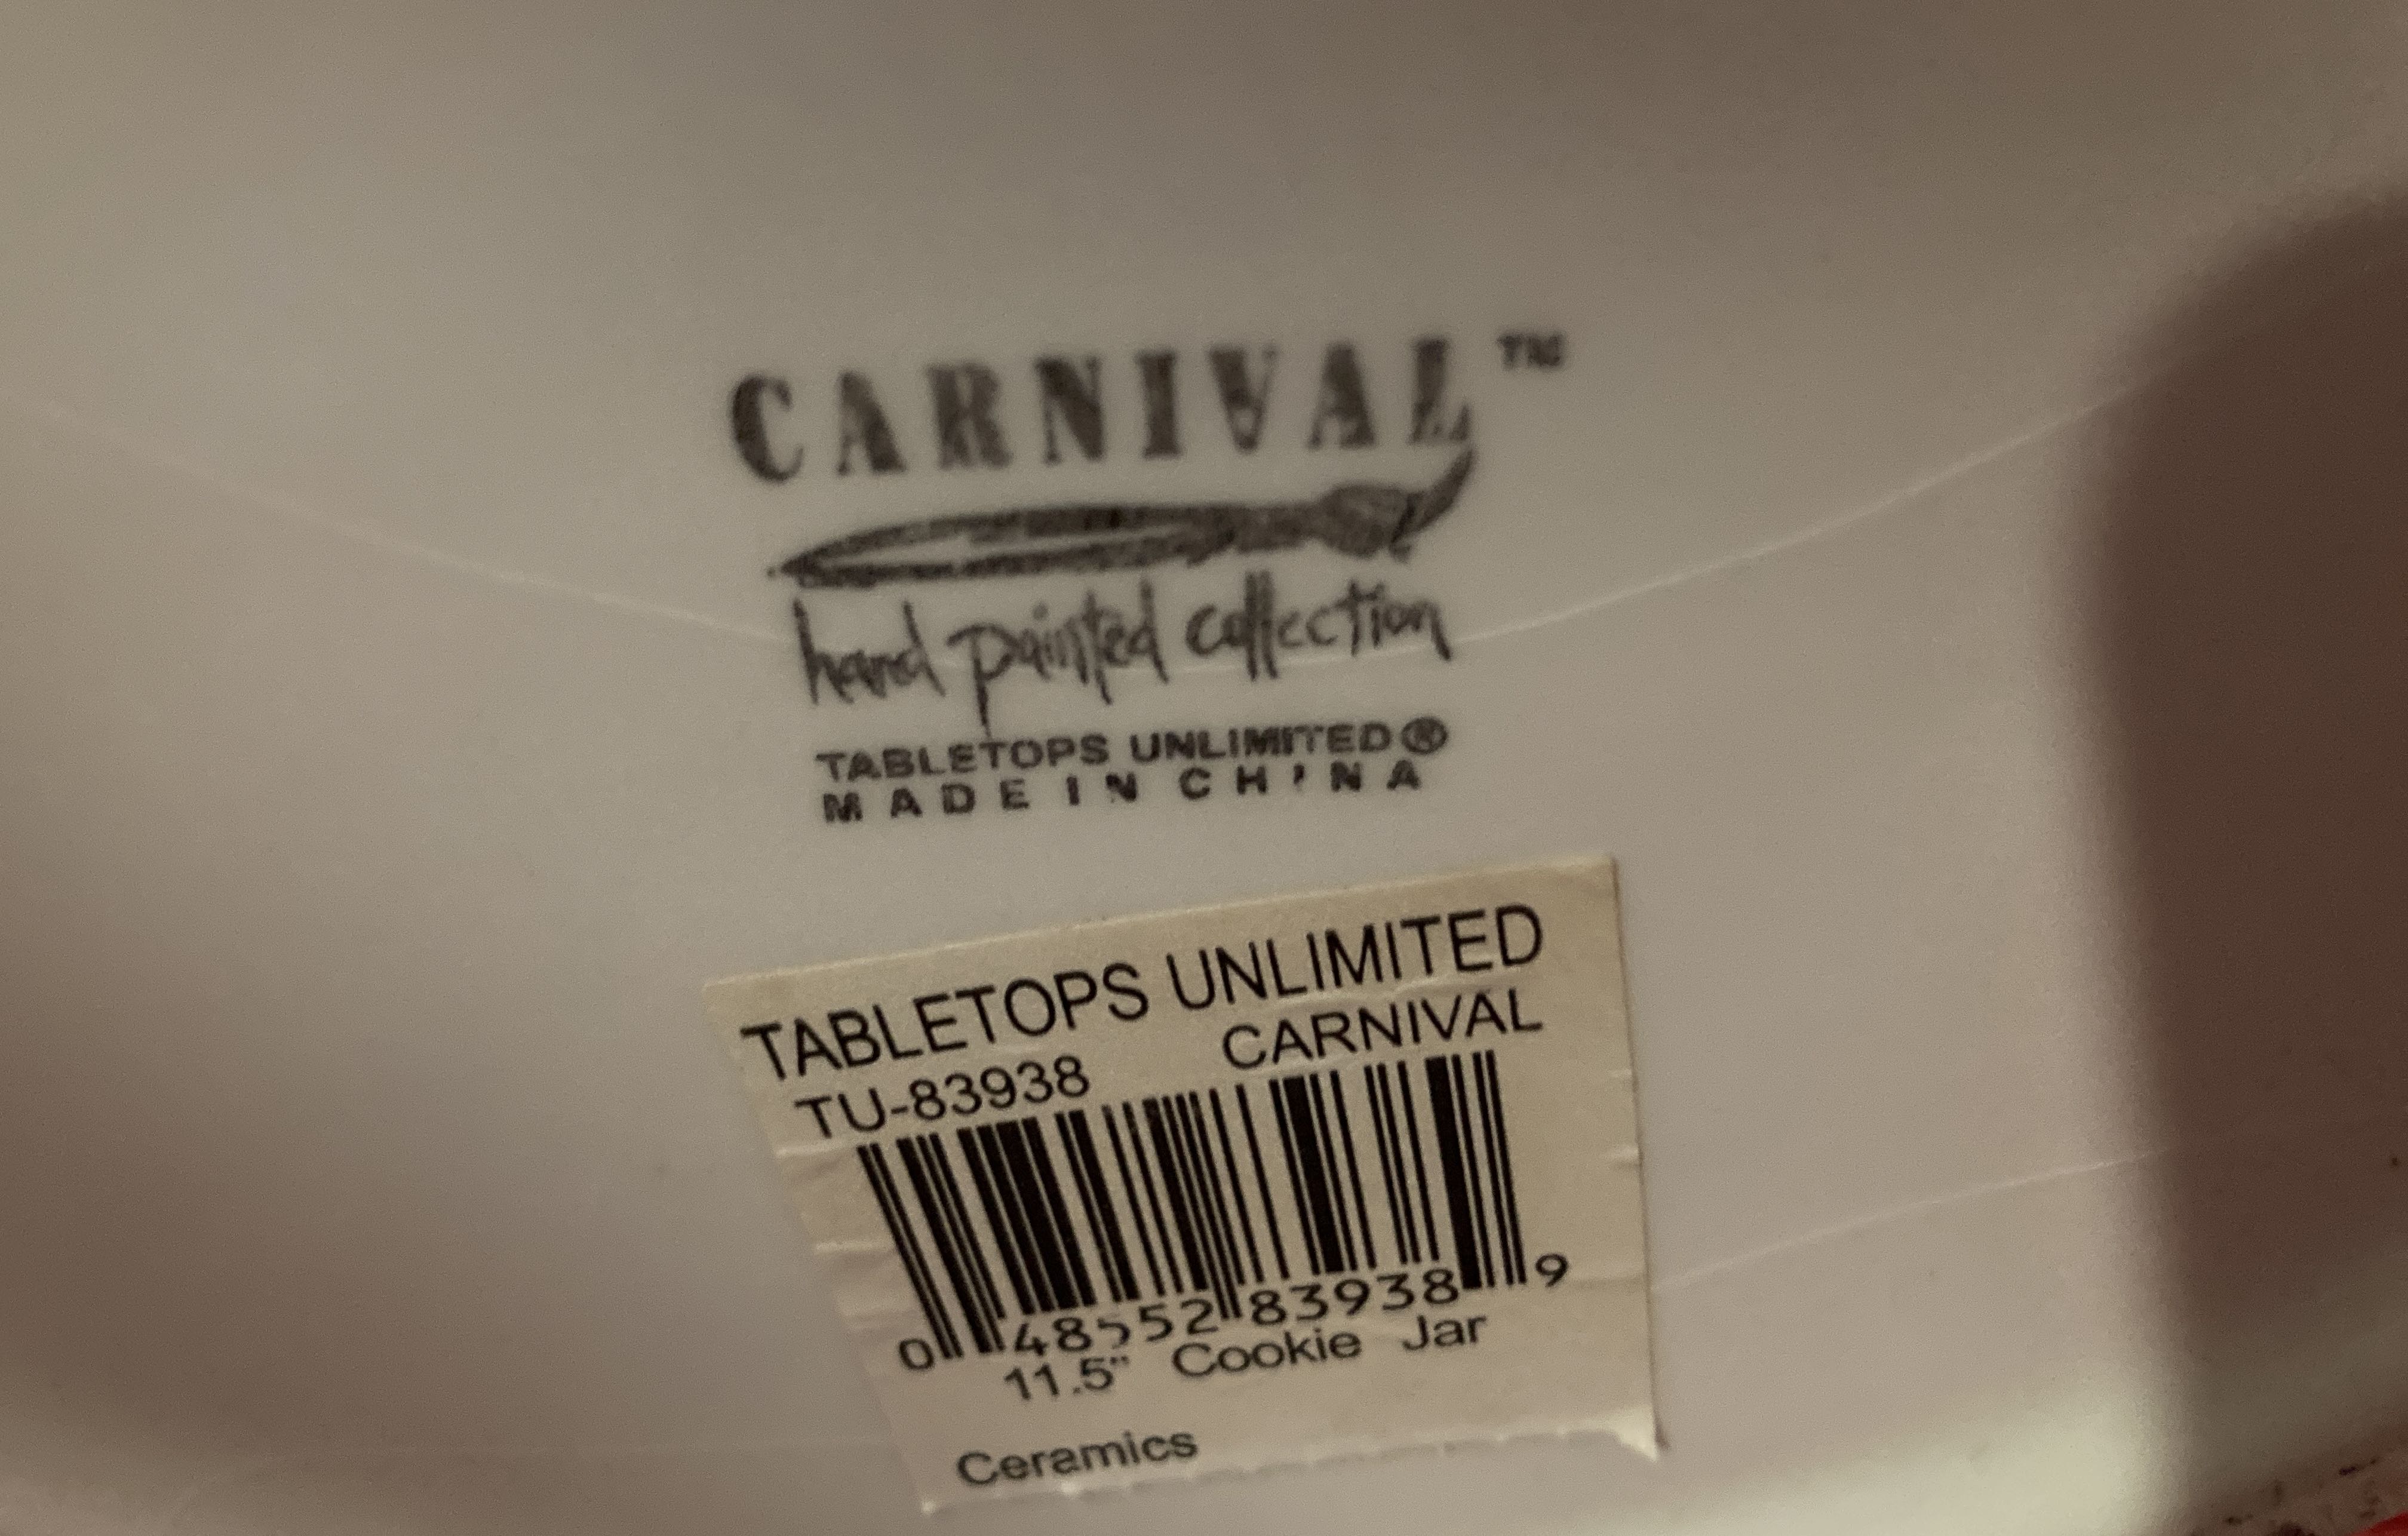 CARNIVAL™
hand painted collection
TABLETOPS UNLIMITED®
MADE IN CHINA
TABLETOPS UNLIMITED
TU-83938 CARNIVAL
0 48552 83938 9
11.5" Cookie Jar
Ceramics